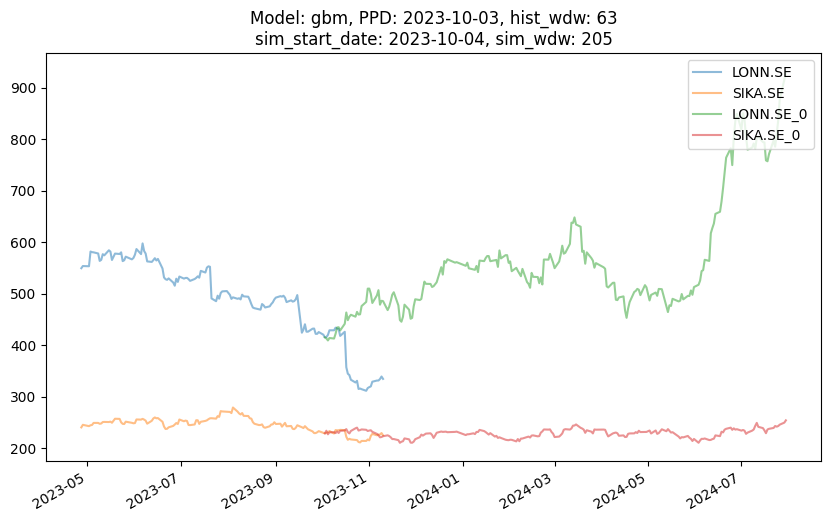 Model: gbm, PPD: 2023-10-03, hist_wdw: 63
sim_start_date: 2023-10-04, sim_wdw: 205
LONN.SE
SIKA.SE
LONN.SE_0
SIKA.SE_0
900
800
700
600
500
400
300
200
2023-05
2023-07
2023-09
2023-11
2024-01
2024-03
2024-05
2024-07